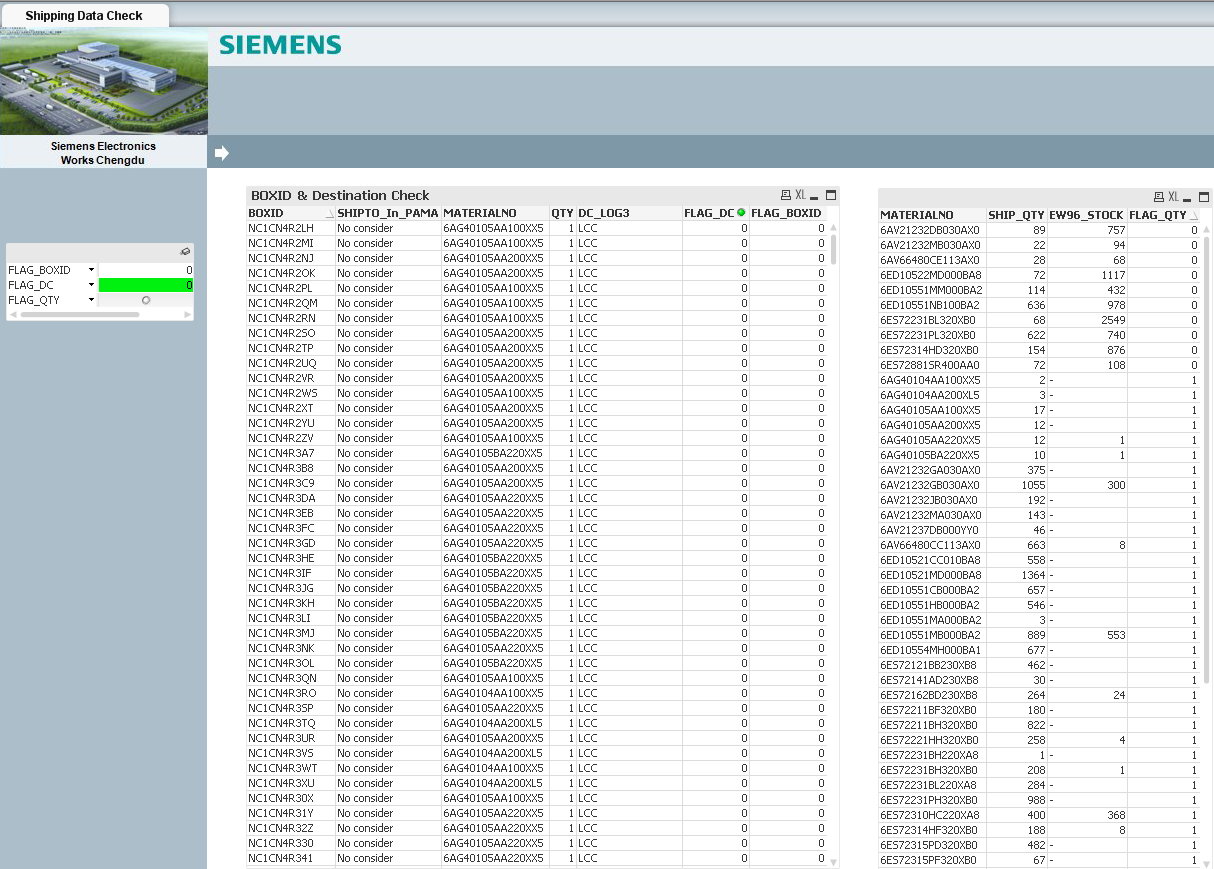 Shipping Data Check
SIEMENS
Siemens Electronics
Works Chengdu
FLAG_BOXID 0
FLAG_DC 0
FLAG_QTY
BOXID & Destination Check XL
BOXID SHIPTO_In_PAMA MATERIALNO QTY DC_LOG3 FLAG_DC FLAG_BOXID
NC1CN4R2LH No consider 6AG40105AA100XX5 1 LCC 0 0
NC1CN4R2MI No consider 6AG40105AA200XX5 1 LCC 0 0
NC1CN4R2NJ No consider 6AG40105AA200XX5 1 LCC 0 0
NC1CN4R2OK No consider 6AG40105AA200XX5 1 LCC 0 0
NC1CN4R2PL No consider 6AG40105AA100XX5 1 LCC 0 0
NC1CN4R2QM No consider 6AG40105AA100XX5 1 LCC 0 0
NC1CN4R2RN No consider 6AG40105AA100XX5 1 LCC 0 0
NC1CN4R2SO No consider 6AG40105AA200XX5 1 LCC 0 0
NC1CN4R2TP No consider 6AG40105AA200XX5 1 LCC 0 0
NC1CN4R2UQ No consider 6AG40105AA200XX5 1 LCC 0 0
NC1CN4R2VR No consider 6AG40105AA200XX5 1 LCC 0 0
NC1CN4R2WS No consider 6AG40105AA100XX5 1 LCC 0 0
NC1CN4R2XT No consider 6AG40105AA200XX5 1 LCC 0 0
NC1CN4R2YU No consider 6AG40105AA200XX5 1 LCC 0 0
NC1CN4R2ZV No consider 6AG40105AA100XX5 1 LCC 0 0
NC1CN4R3A7 No consider 6AG40105BA220XX5 1 LCC 0 0
NC1CN4R3B8 No consider 6AG40105AA200XX5 1 LCC 0 0
NC1CN4R3C9 No consider 6AG40105AA200XX5 1 LCC 0 0
NC1CN4R3DA No consider 6AG40105AA220XX5 1 LCC 0 0
NC1CN4R3EB No consider 6AG40105AA220XX5 1 LCC 0 0
NC1CN4R3FC No consider 6AG40105AA220XX5 1 LCC 0 0
NC1CN4R3GD No consider 6AG40105AA220XX5 1 LCC 0 0
NC1CN4R3HE No consider 6AG40105BA220XX5 1 LCC 0 0
NC1CN4R3IF No consider 6AG40105AA220XX5 1 LCC 0 0
NC1CN4R3JG No consider 6AG40105BA220XX5 1 LCC 0 0
NC1CN4R3KH No consider 6AG40105BA220XX5 1 LCC 0 0
NC1CN4R3LI No consider 6AG40105BA220XX5 1 LCC 0 0
NC1CN4R3MJ No consider 6AG40105BA220XX5 1 LCC 0 0
NC1CN4R3NK No consider 6AG40105AA220XX5 1 LCC 0 0
NC1CN4R3OL No consider 6AG40105BA220XX5 1 LCC 0 0
NC1CN4R3QN No consider 6AG40105AA100XX5 1 LCC 0 0
NC1CN4R3RO No consider 6AG40104AA100XX5 1 LCC 0 0
NC1CN4R3SP No consider 6AG40105AA220XX5 1 LCC 0 0
NC1CN4R3TQ No consider 6AG40104AA200XL5 1 LCC 0 0
NC1CN4R3UR No consider 6AG40105AA200XX5 1 LCC 0 0
NC1CN4R3VS No consider 6AG40104AA200XL5 1 LCC 0 0
NC1CN4R3WT No consider 6AG40104AA100XX5 1 LCC 0 0
NC1CN4R3XU No consider 6AG40104AA200XL5 1 LCC 0 0
NC1CN4R30X No consider 6AG40105AA100XX5 1 LCC 0 0
NC1CN4R31Y No consider 6AG40105AA220XX5 1 LCC 0 0
NC1CN4R32Z No consider 6AG40105AA220XX5 1 LCC 0 0
NC1CN4R330 No consider 6AG40105AA220XX5 1 LCC 0 0
NC1CN4R341 No consider 6AG40105AA100XX5 1 LCC 0 0
XL
MATERIALNO SHIP_QTY EW96_STOCK FLAG_QTY
6AV21232DB030AX0 89 757 0
6AV21232MB030AX0 22 94 0
6AV66480CE113AX0 28 68 0
6ED10522MD000BA8 72 1117 0
6ED10551MM000BA2 114 432 0
6ED10551NB100BA2 636 978 0
6ES72231BL320XB0 68 2549 0
6ES72231PL320XB0 622 740 0
6ES72314HD320XB0 154 876 0
6ES72881SR400AA0 72 108 0
6AG40104AA100XX5 2 - 1
6AG40104AA200XL5 3 - 1
6AG40105AA100XX5 17 - 1
6AG40105AA200XX5 12 - 1
6AG40105AA220XX5 12 1 1
6AG40105BA220XX5 10 1 1
6AV21232GA030AX0 375 - 1
6AV21232GB030AX0 1055 300 1
6AV21232JB030AX0 192 - 1
6AV21232MA030AX0 143 - 1
6AV21237DB000YY0 46 - 1
6AV66480CC113AX0 663 8 1
6ED10521CC010BA8 558 - 1
6ED10521MD000BA8 1364 - 1
6ED10551CB000BA2 657 - 1
6ED10551HB000BA2 546 - 1
6ED10551MA000BA2 3 - 1
6ED10551MB000BA2 889 553 1
6ED10554MH000BA1 677 - 1
6ES72121BB230XB8 462 - 1
6ES72141AD230XB8 30 - 1
6ES72162BD230XB8 264 24 1
6ES72211BF320XB0 180 - 1
6ES72211BH320XB0 822 - 1
6ES72221HH320XB0 258 4 1
6ES72231BH220XA8 1 - 1
6ES72231BH320XB0 208 1 1
6ES72231BL220XA8 284 - 1
6ES72231PH320XB0 988 - 1
6ES72310HC220XA8 400 368 1
6ES72314HF320XB0 188 8 1
6ES72315PD320XB0 482 - 1
6ES72315PF320XB0 67 - 1